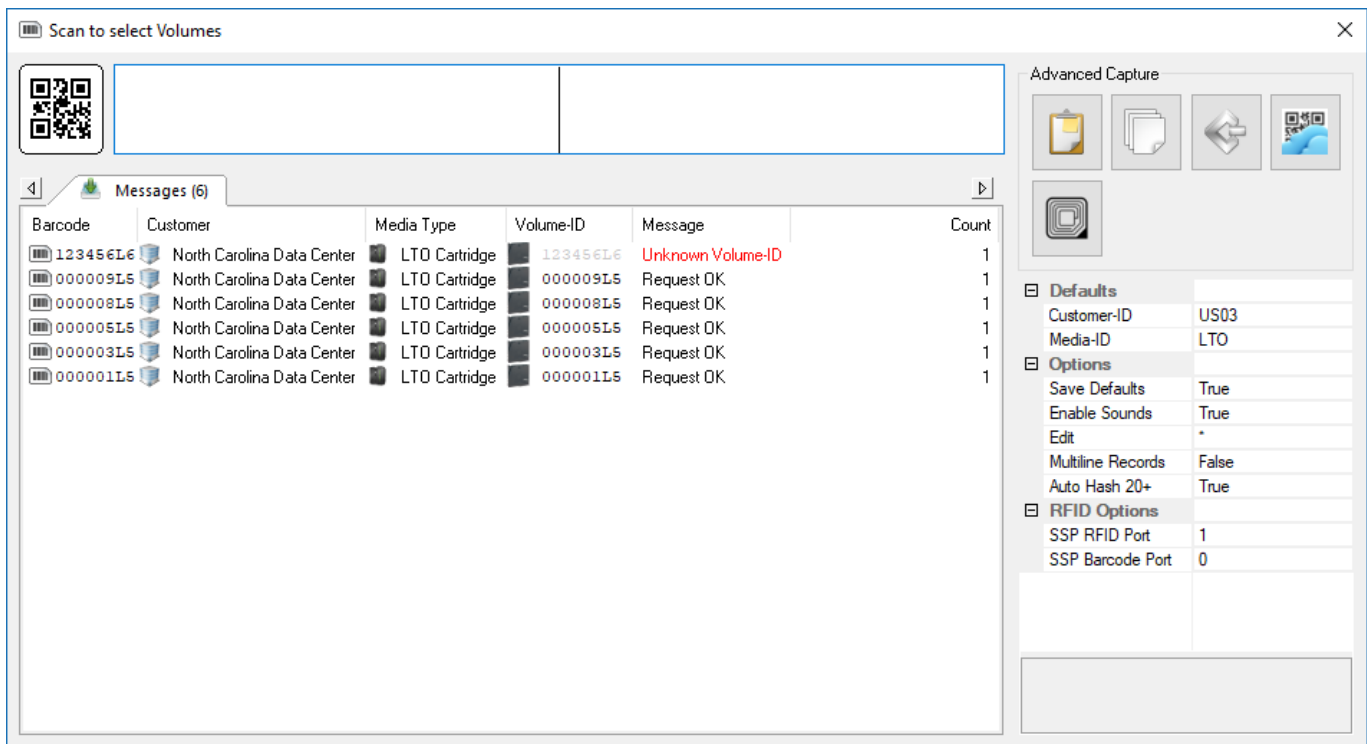 Scan to select Volumes
Advanced Capture
Messages (6)
Barcode Customer Media Type Volume-ID Message Count
123456L6 North Carolina Data Center LTO Cartridge 123456L6 Unknown Volume-ID 1
000009L5 North Carolina Data Center LTO Cartridge 000009L5 Request OK 1
000008L5 North Carolina Data Center LTO Cartridge 000008L5 Request OK 1
000005L5 North Carolina Data Center LTO Cartridge 000005L5 Request OK 1
000003L5 North Carolina Data Center LTO Cartridge 000003L5 Request OK 1
000001L5 North Carolina Data Center LTO Cartridge 000001L5 Request OK 1
Defaults
Customer-ID US03
Media-ID LTO
Options
Save Defaults True
Enable Sounds True
Edit *
Multiline Records False
Auto Hash 20+ True
RFID Options
SSP RFID Port 1
SSP Barcode Port 0